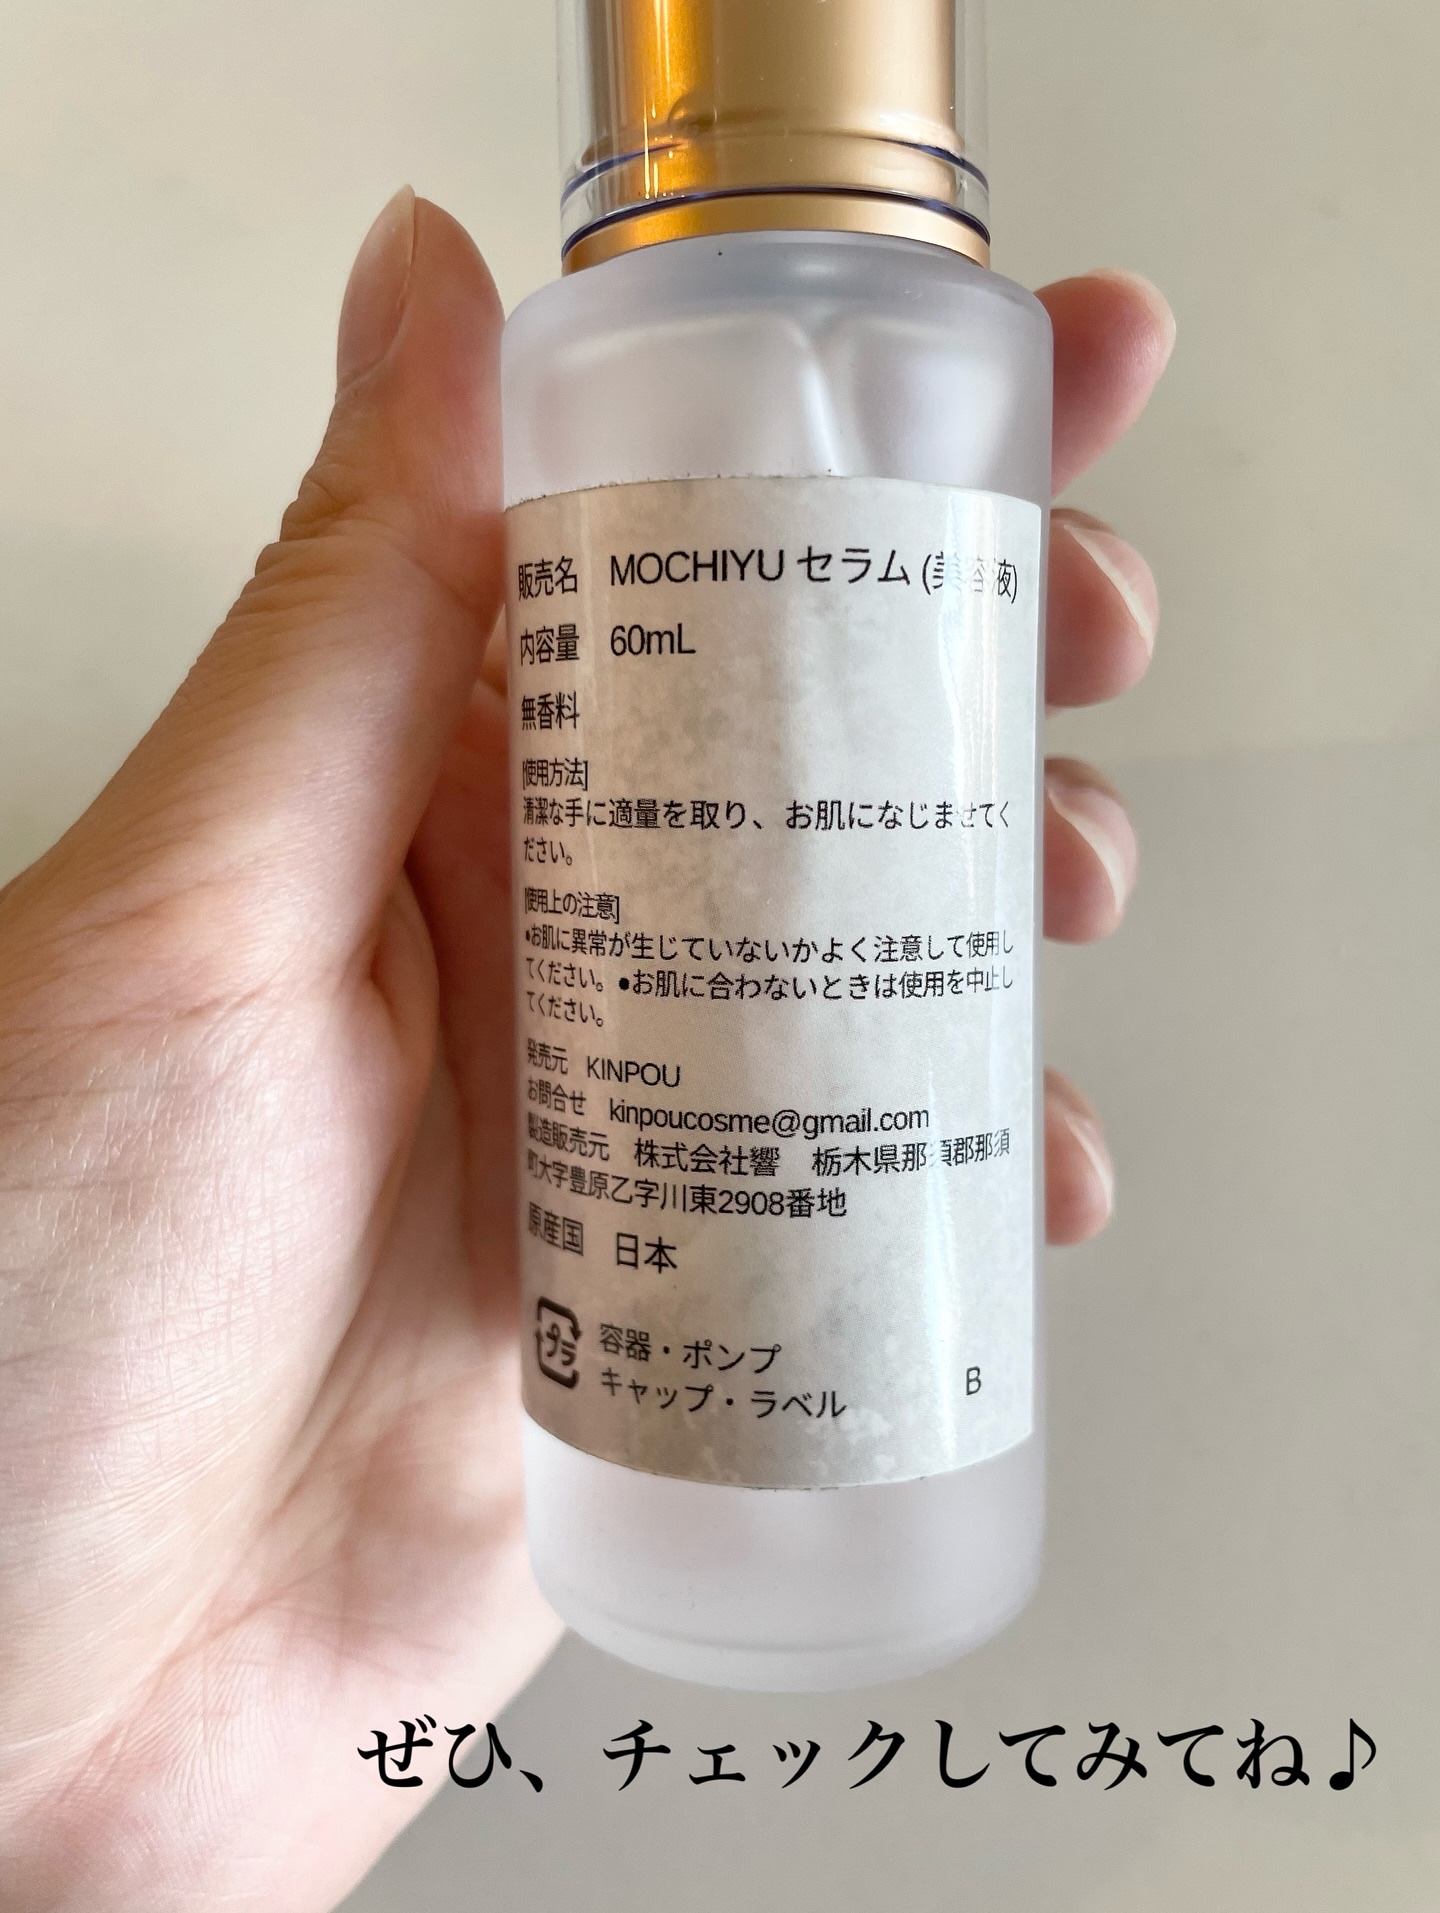 販売名 MOCHIYU セラム (美容液)
内容量 60mL
無香料
[使用方法]
清潔な手に適量を取り、お肌になじませてく
ださい。
[使用上の注意]
●お肌に異常が生じていないかよく注意して使用し
てください。●お肌に合わないときは使用を中止し
てください。
発売元 KINPOU
お問合せ kinpoucosme@gmail.com
製造販売元 株式会社響 栃木県那須郡那須
町大字豊原乙字川東2908番地
原産国 日本
プラ
容器・ポンプ
キャップ・ラベル
B
ぜひ、チェックしてみてね♪